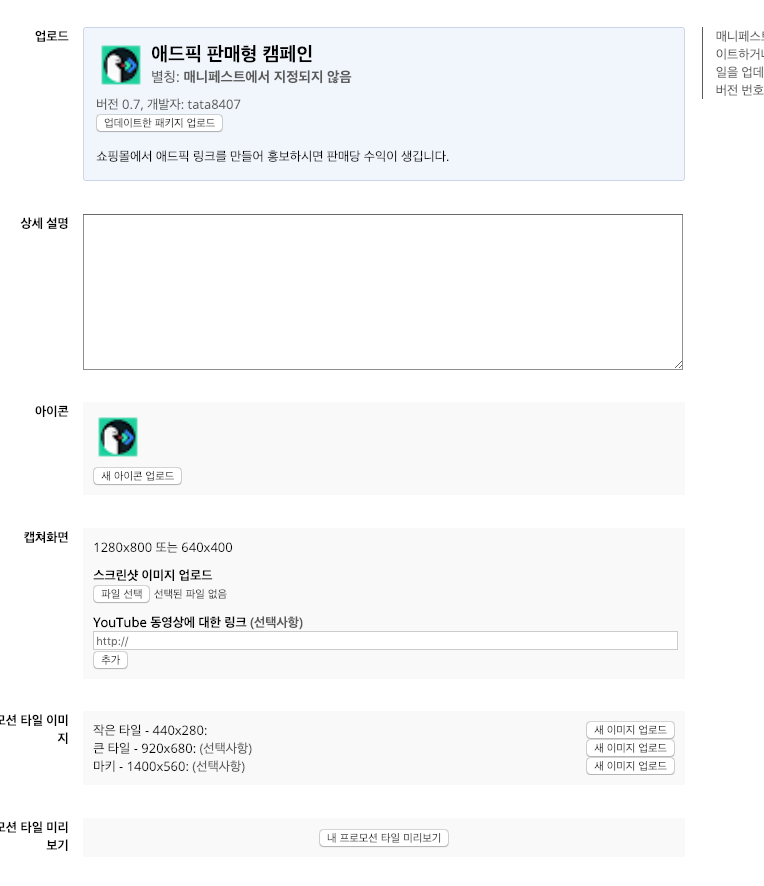 업로드
애드픽 판매형 캠페인
별칭: 매니페스트에서 지정되지 않음
버전 0.7, 개발자: tata8407
업데이트한 패키지 업로드
쇼핑몰에서 애드픽 링크를 만들어 홍보하시면 판매당 수익이 생깁니다.
매니페스
이트하거
일을 업데
버전 번호
상세 설명
아이콘
새 아이콘 업로드
캡쳐화면
1280x800 또는 640x400
스크린샷 이미지 업로드
파일 선택 선택된 파일 없음
YouTube 동영상에 대한 링크 (선택사항)
http://
추가
모션 타일 이미
지
작은 타일 - 440x280: 새 이미지 업로드
큰 타일 - 920x680: (선택사항) 새 이미지 업로드
마키 - 1400x560: (선택사항) 새 이미지 업로드
모션 타일 미리
보기
내 프로모션 타일 미리보기